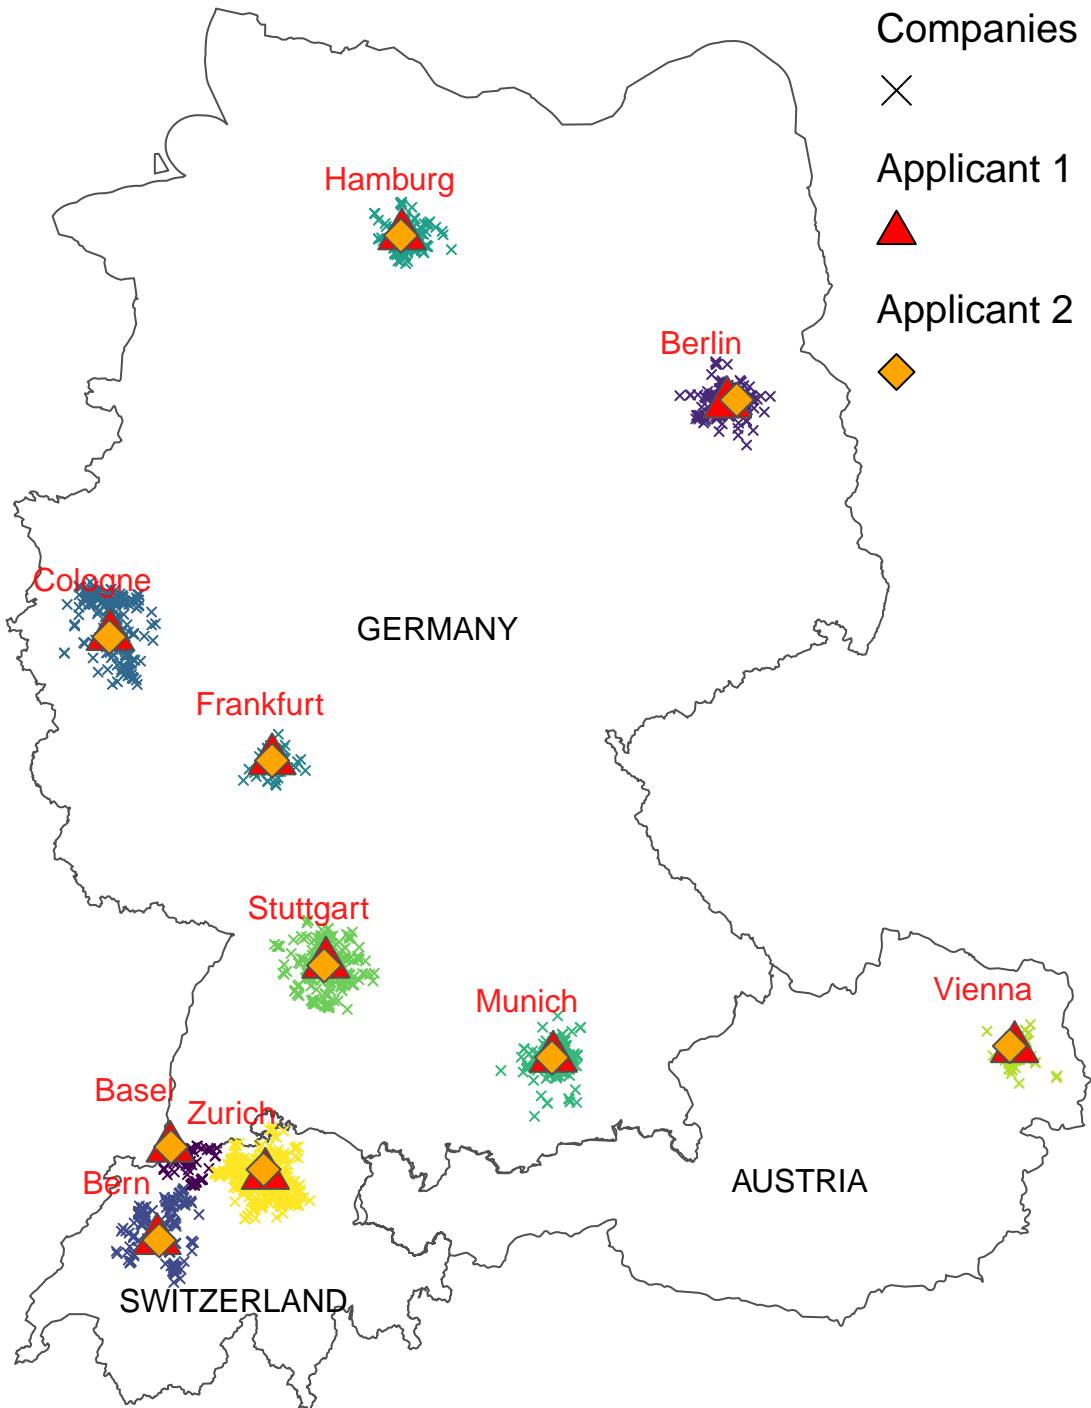 Companies
Applicant 1
Applicant 2
Hamburg
Berlin
Cologne
GERMANY
Frankfurt
Stuttgart
Munich
Vienna
Basel
Zurich
Bern
AUSTRIA
SWITZERLAND